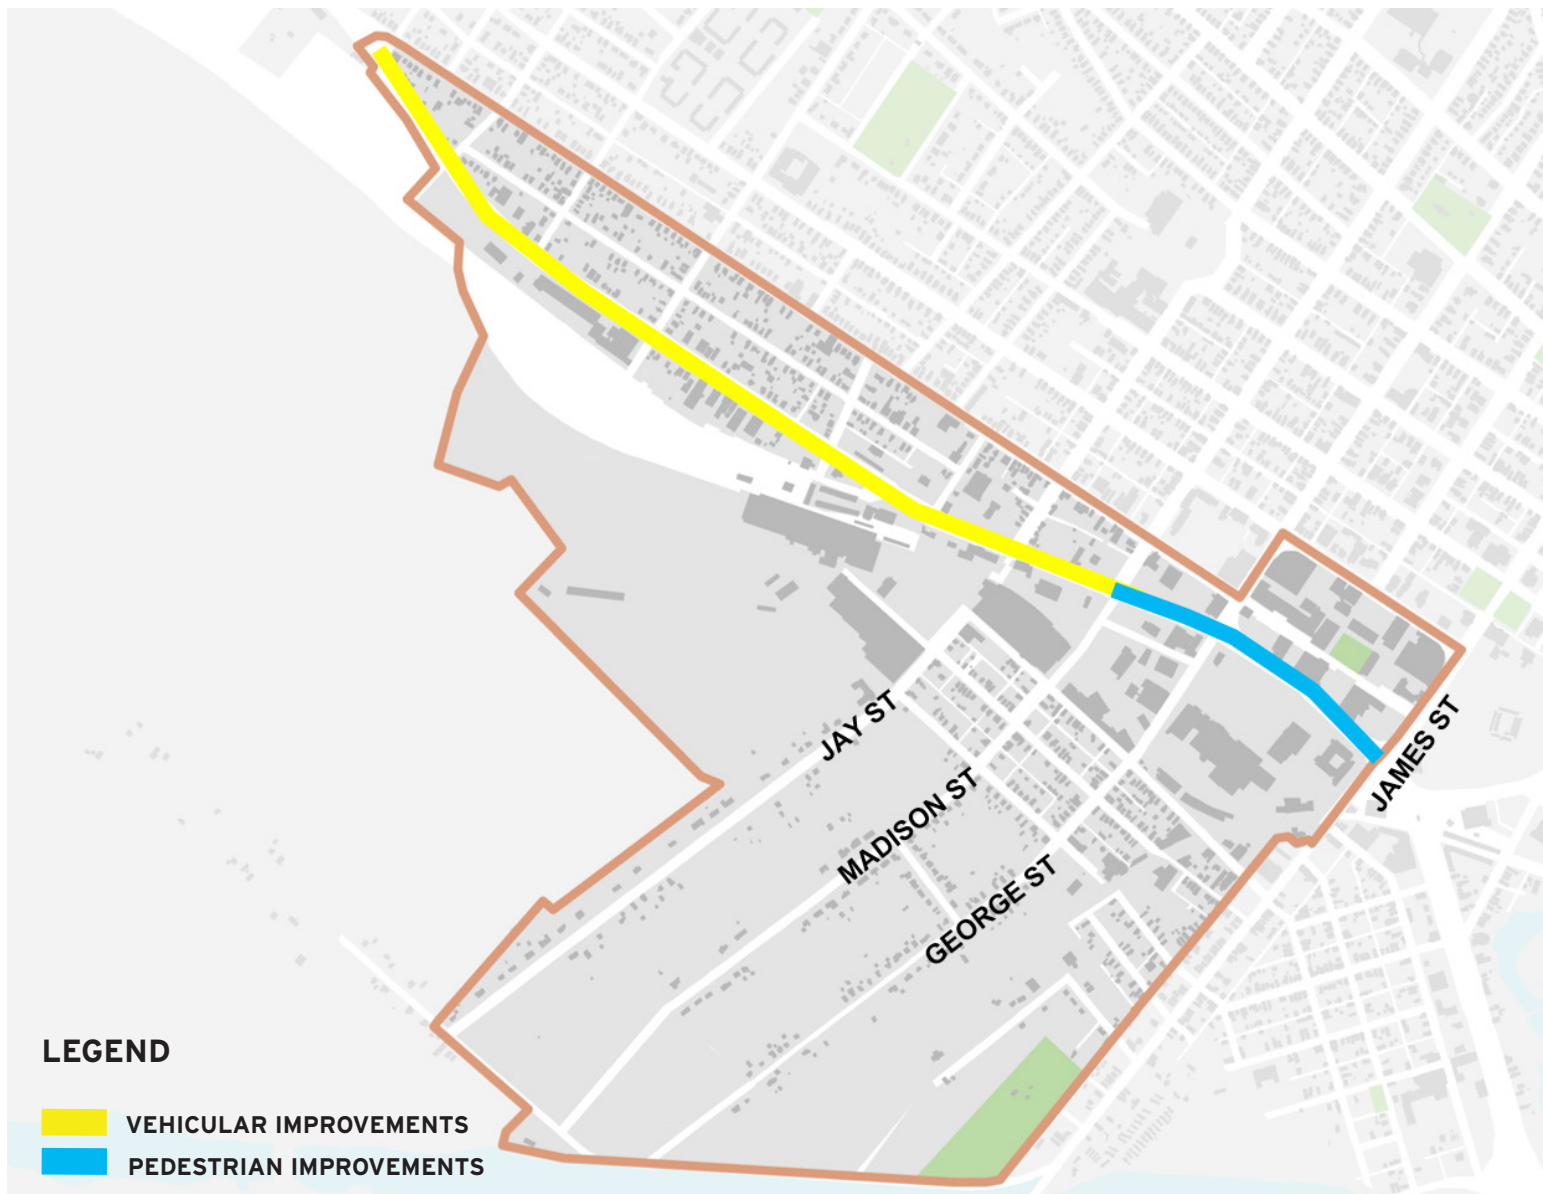 JAY ST
MADISON ST
GEORGE ST
JAMES ST
LEGEND
VEHICULAR IMPROVEMENTS
PEDESTRIAN IMPROVEMENTS